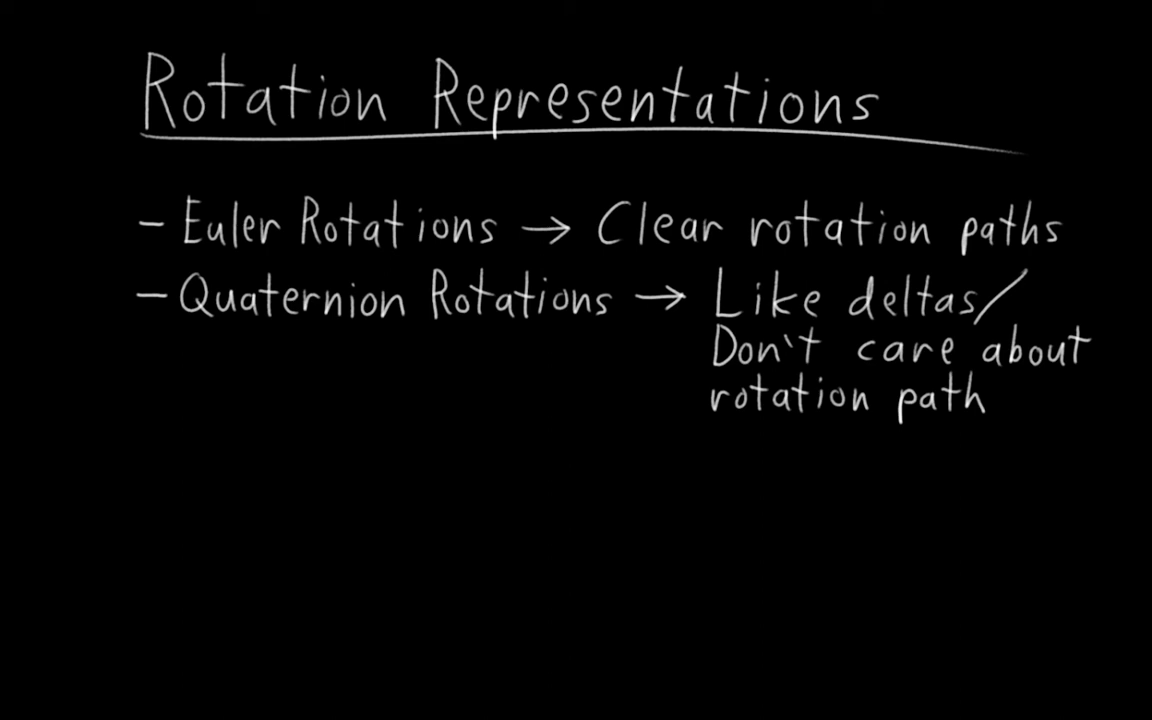 Rotation Representations
- Euler Rotations → Clear rotation paths
- Quaternion Rotations → Like deltas/
Don't care about
rotation path